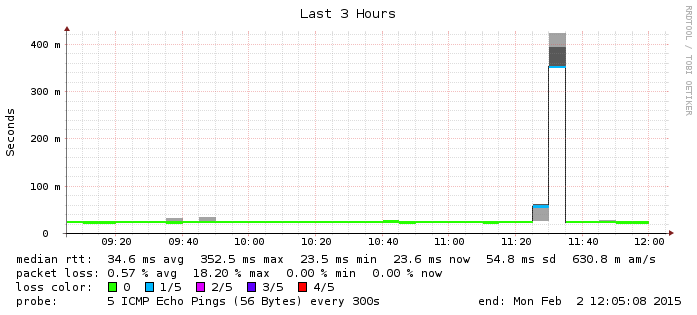 Last 3 Hours
RRDTOOL / TOBI OETIKER
Seconds
400 m
300 m
200 m
100 m
0
09:20 09:40 10:00 10:20 10:40 11:00 11:20 11:40 12:00
median rtt: 34.6 ms avg 352.5 ms max 23.5 ms min 23.6 ms now 54.8 ms sd 630.8 m am/s
packet loss: 0.57 % avg 18.20 % max 0.00 % min 0.00 % now
loss color: 0 1/5 2/5 3/5 4/5
probe: 5 ICMP Echo Pings (56 Bytes) every 300s end: Mon Feb 2 12:05:08 2015